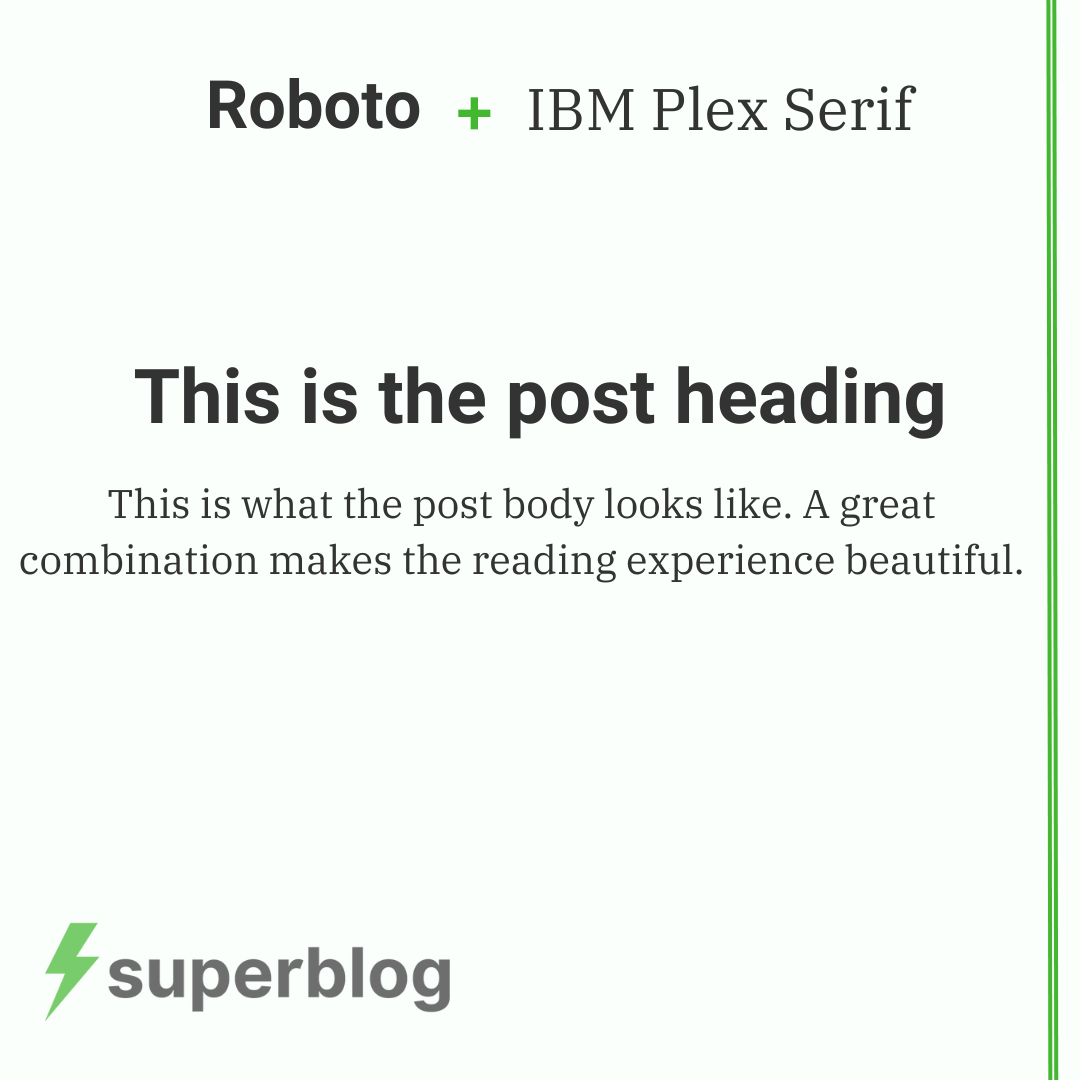 Roboto + IBM Plex Serif
This is the post heading
This is what the post body looks like. A great
combination makes the reading experience beautiful.
superblog